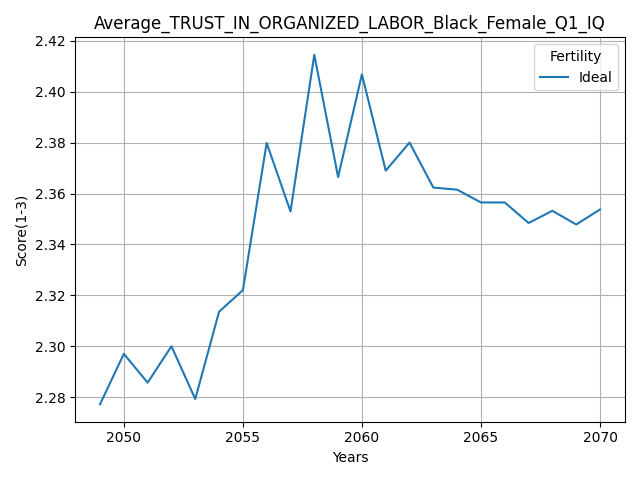 Average_TRUST_IN_ORGANIZED_LABOR_Black_Female_Q1_IQ
Fertility
Ideal
Score(1-3)
2.42
2.40
2.38
2.36
2.34
2.32
2.30
2.28
2050
2055
2060
2065
2070
Years